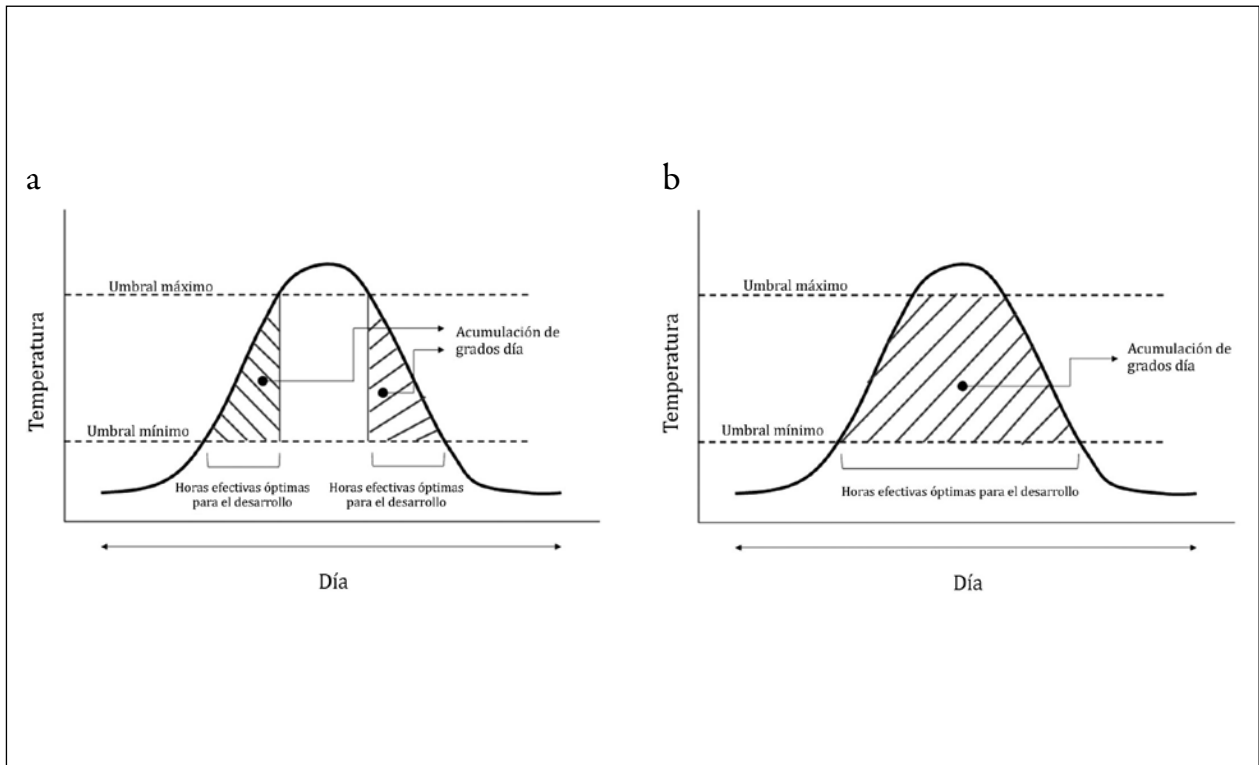 a
Temperatura
Umbral máximo
Umbral mínimo
Acumulación de
grados día
Horas efectivas óptimas
para el desarrollo
Horas efectivas óptimas
para el desarrollo
Día
b
Temperatura
Umbral máximo
Umbral mínimo
Acumulación de
grados día
Horas efectivas óptimas para el desarrollo
Día